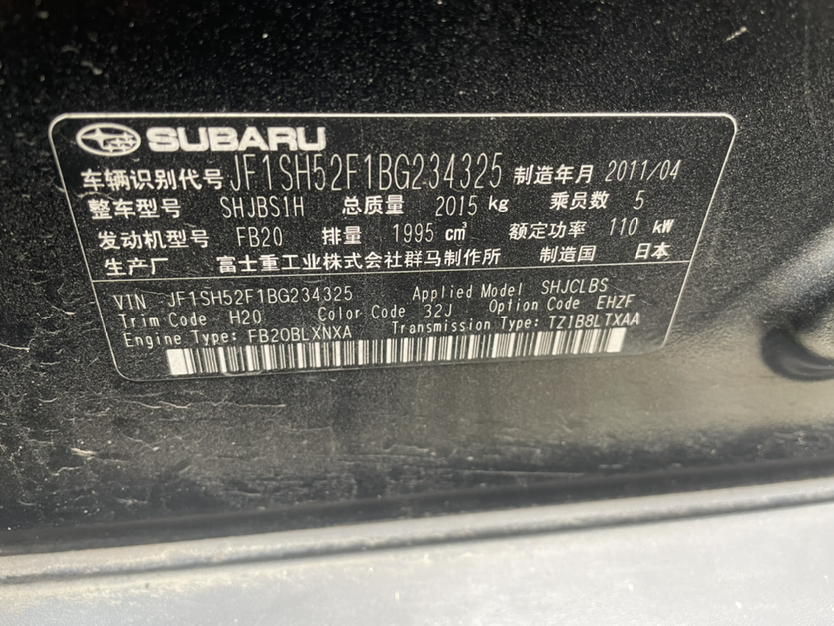 SUBARU
车辆识别代号 JF1SH52F1BG234325 制造年月 2011/04
整车型号 SHJBS1H 总质量 2015 kg 乘员数 5
发动机型号 FB20 排量 1995 cm³ 额定功率 110 kW
生产厂 富士重工业株式会社群马制作所 制造国 日本
VIN JF1SH52F1BG234325 Applied Model SHJCLBS
Trim Code H20 Color Code 32J Option Code EHZF
Engine Type: FB20BLXNXA Transmission Type: TZ1B8LTXAA